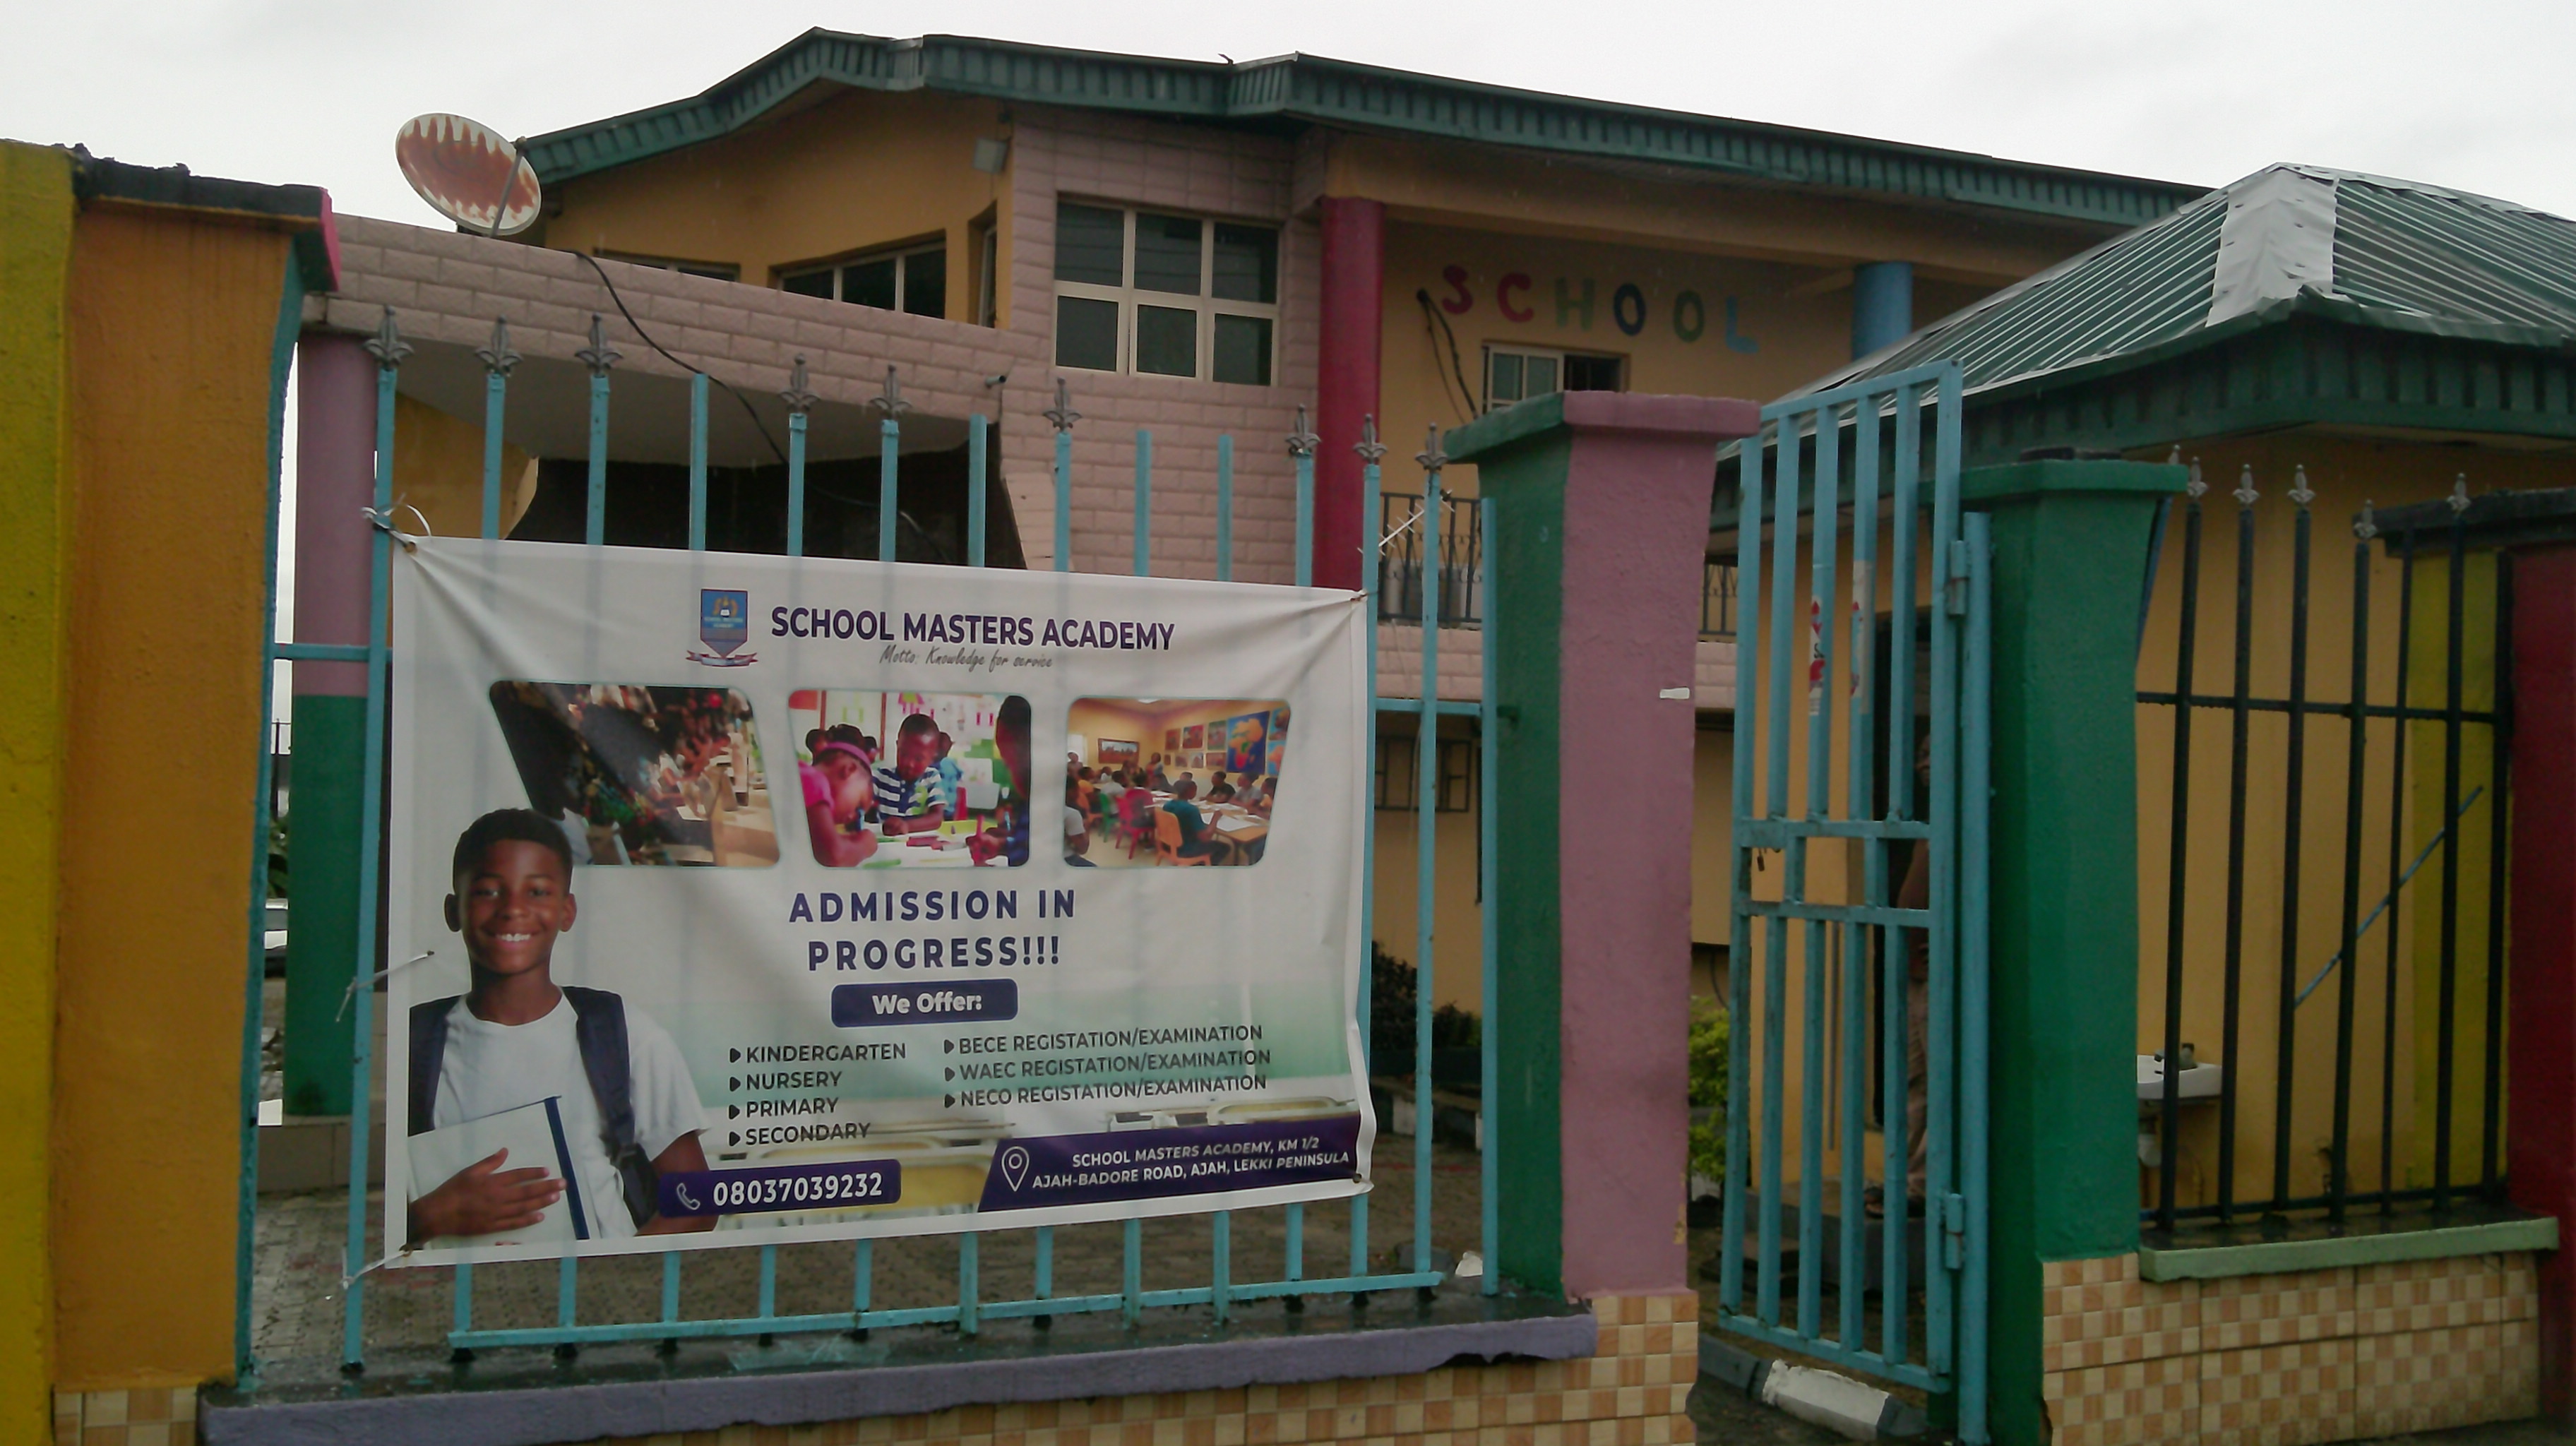 SCHOOL
SCHOOL MASTERS ACADEMY
Motto: Knowledge for service
ADMISSION IN
PROGRESS!!!
We Offer:
KINDERGARTEN
NURSERY
PRIMARY
SECONDARY
BECE REGISTATION/EXAMINATION
WAEC REGISTATION/EXAMINATION
NECO REGISTATION/EXAMINATION
08037039232
SCHOOL MASTERS ACADEMY, KM 1/2
AJAH-BADORE ROAD, AJAH, LEKKI PENINSULA